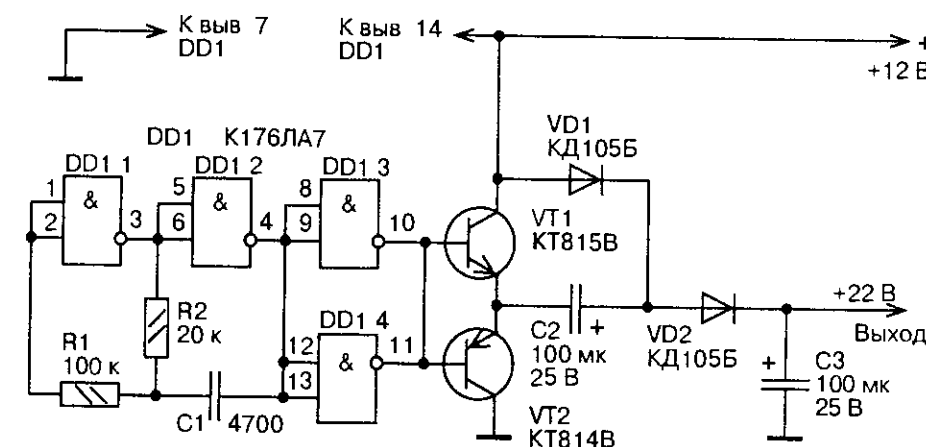 К выв 7
DD1
К выв 14
DD1
+
+12 В
DD1 К176ЛА7
VD1
КД105Б
DD1 1
DD1 2
DD1 3
1
2
&
3
5
6
&
4
8
9
&
10
VT1
КТ815В
R1
100 к
R2
20 к
C1 4700
DD1 4
12
13
&
11
C2
100 мк
25 В
+
VD2
КД105Б
+22 В
Выход
+
C3
100 мк
25 В
VT2
КТ814В